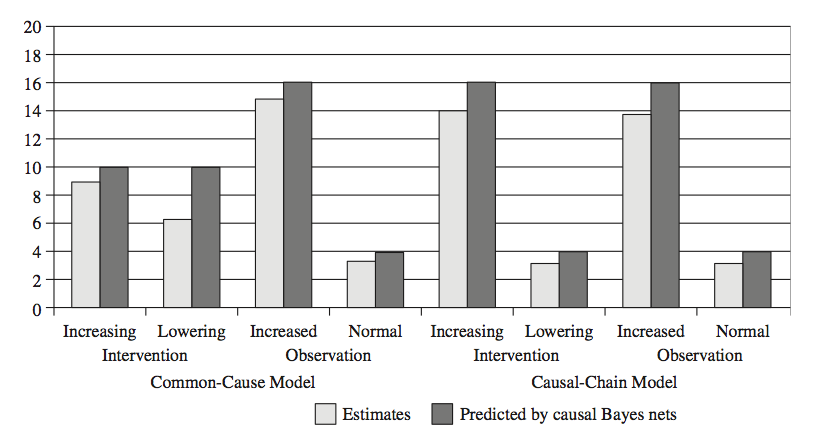 20
18
16
14
12
10
8
6
4
2
0
Increasing Lowering Increased Normal Increasing Lowering Increased Normal
Intervention Observation Intervention Observation
Common-Cause Model Causal-Chain Model
Estimates Predicted by causal Bayes nets